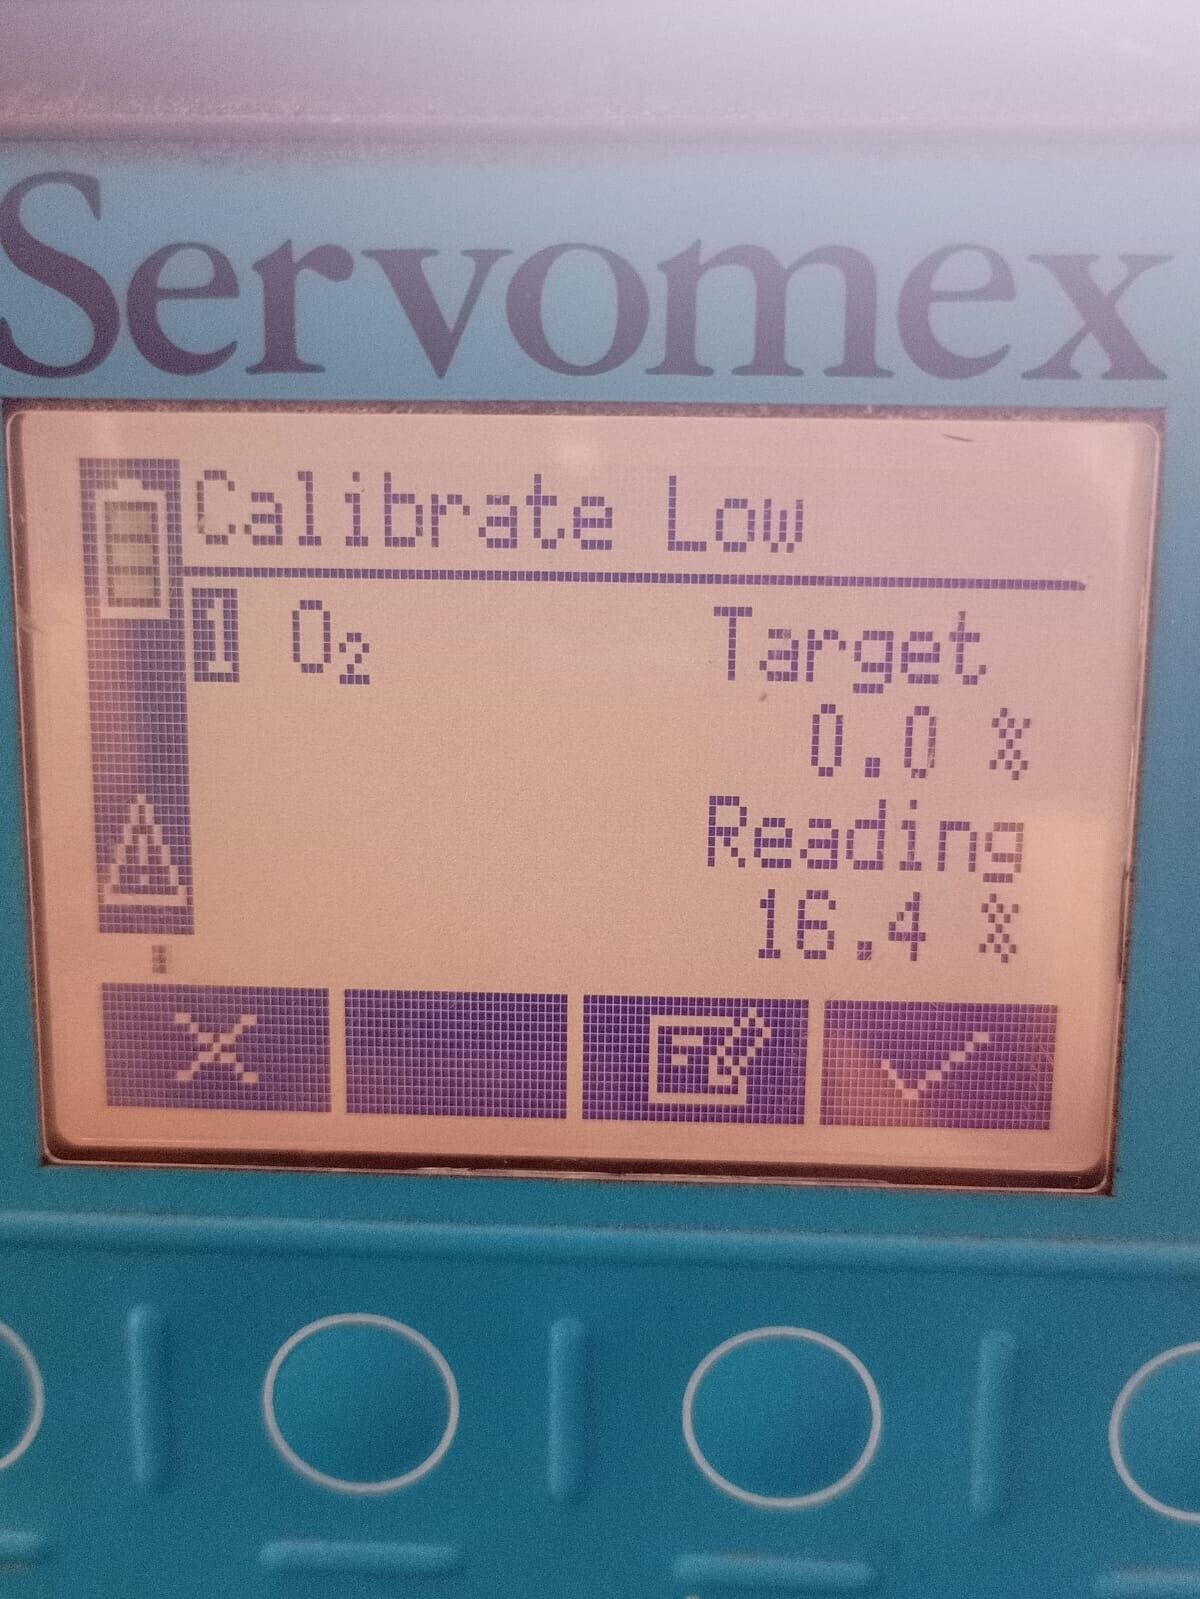 Servomex
Calibrate Low
1 O₂ Target
0.0 %
Reading
16.4 %